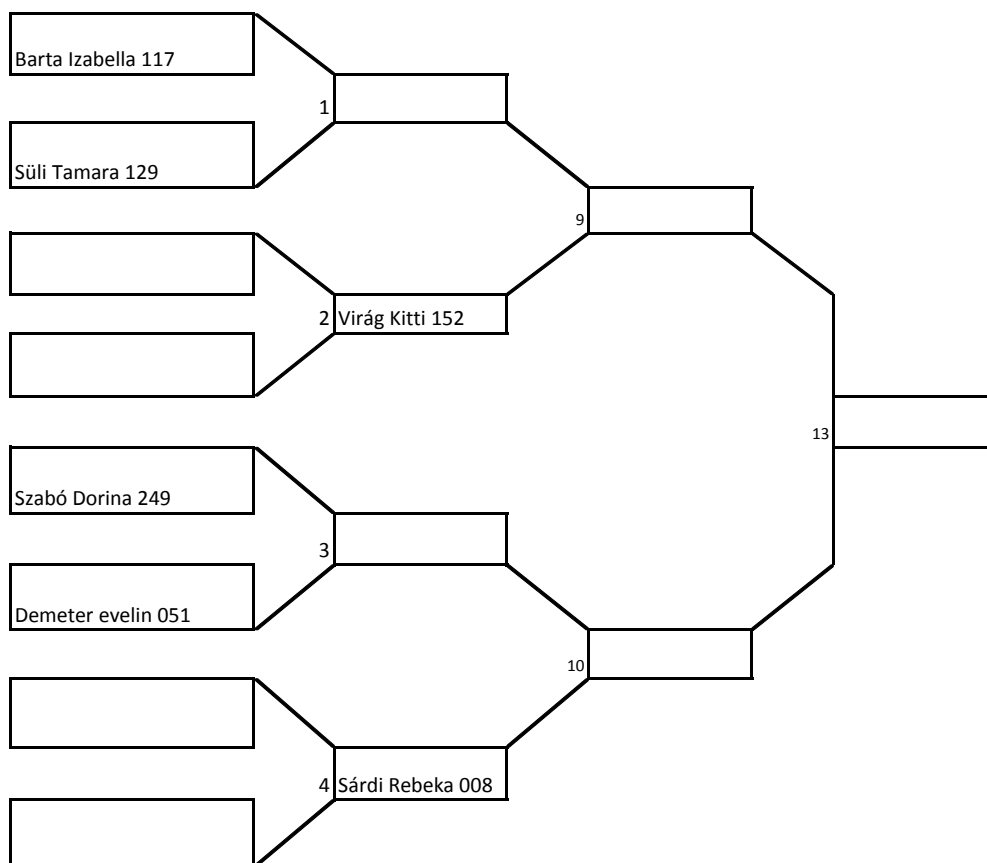 Barta Izabella 117
1
Süli Tamara 129
9
2 Virág Kitti 152
13
Szabó Dorina 249
3
Demeter evelin 051
10
4 Sárdi Rebeka 008